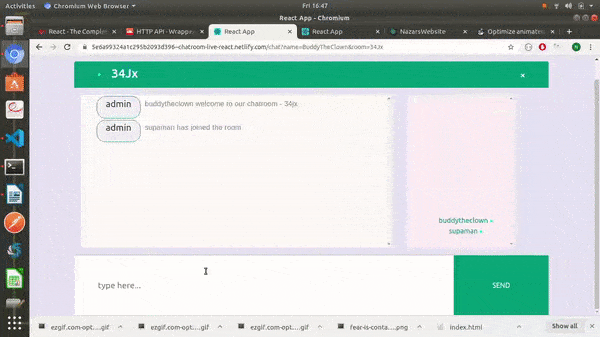 Activities
Chromium Web Browser
Fri 16:47
React App - Chromium
React - The Comple
HTTP API - Wrappra
React App
React App
NazarsWebsite
Optimize animated
5e6a99324a1c295b2093d396--chatroom-live-react.netlify.com/chat?name=BuddyTheClown&room=34Jx
34Jx
admin buddytheclown welcome to our chatroom - 34jx
admin supaman has joined the room
buddytheclown
supaman
type here...
SEND
ezgif.com-opt....gif
ezgif.com-opt....gif
ezgif.com-opt....gif
fear-is-conta....png
index.html
Show all